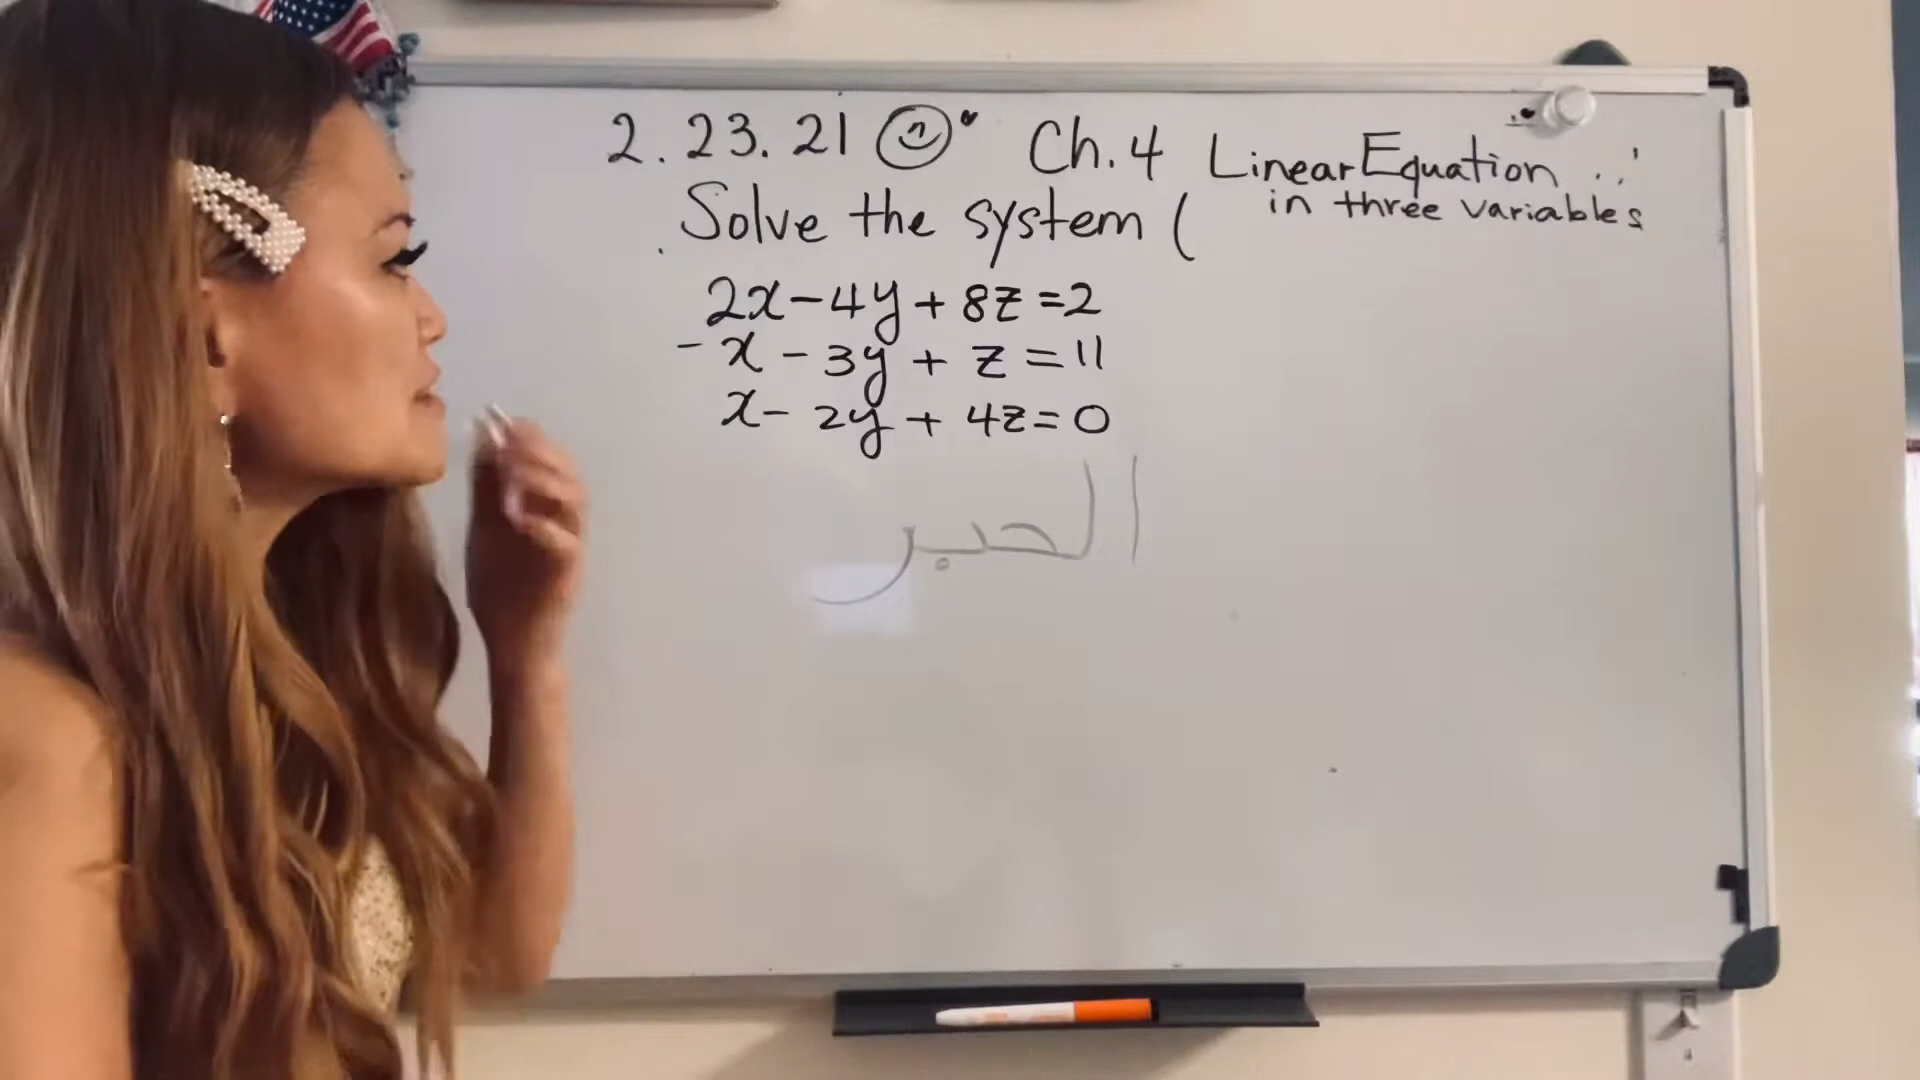 2.23.21 Ch.4 Linear Equation
in three variables
Solve the system (
2x-4y+8z=2
-x-3y+z=11
x-2y+4z=0
الحبر